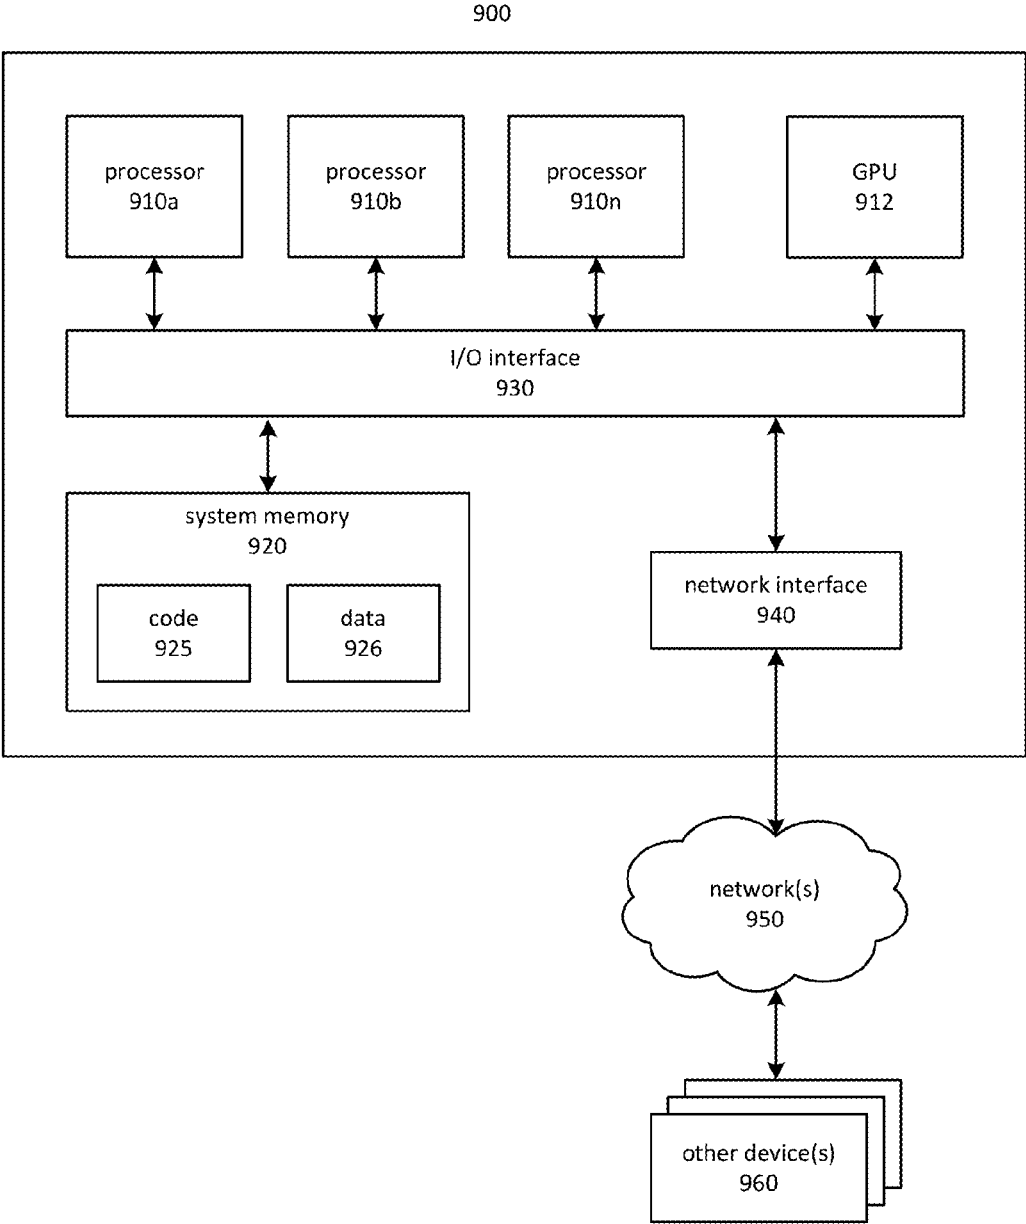 900
processor
910a
processor
910b
processor
910n
GPU
912
I/O interface
930
system memory
920
code
925
data
926
network interface
940
network(s)
950
other device(s)
960